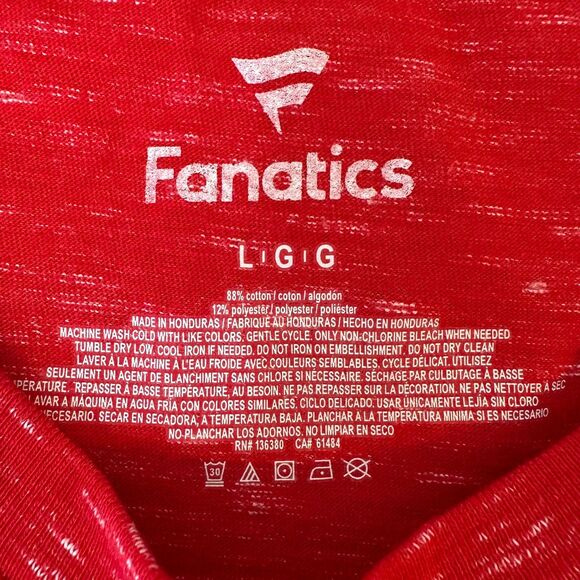 Fanatics
L | G | G
88% cotton / coton / algodón
12% polyester / polyester / poliéster
MADE IN HONDURAS / FABRIQUÉ AU HONDURAS / HECHO EN HONDURAS
MACHINE WASH COLD WITH LIKE COLORS, GENTLE CYCLE. ONLY NON-CHLORINE BLEACH WHEN NEEDED
TUMBLE DRY LOW. COOL IRON IF NEEDED. DO NOT IRON ON EMBELLISHMENT. DO NOT DRY CLEAN
LAVER À LA MACHINE À L'EAU FROIDE AVEC COULEURS SEMBLABLES, CYCLE DÉLICAT. UTILISEZ
SEULEMENT UN AGENT DE BLANCHIMENT SANS CHLORE SI NÉCESSAIRE. SÉCHAGE PAR CULBUTAGE À BASSE
PÉRATURE. REPASSER À BASSE TEMPÉRATURE, AU BESOIN. NE PAS REPASSER SUR LA DÉCORATION. NE PAS NETTOYER À SEC
LAVAR A MÁQUINA EN AGUA FRÍA CON COLORES SIMILARES, CICLO DELICADO. USAR ÚNICAMENTE LEJÍA SIN CLORO
ECESARIO. SECAR EN SECADORA, A TEMPERATURA BAJA. PLANCHAR A LA TEMPERATURA MINIMA SI ES NECESARIO
NO PLANCHAR LOS ADORNOS. NO LIMPIAR EN SECO
RN# 136380 CA# 61484
30